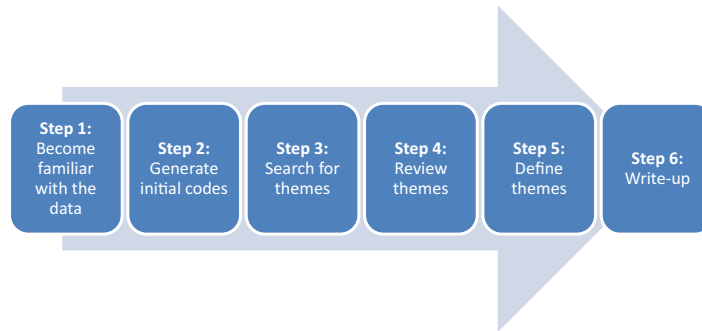 Step 1:
Become
familiar
with the
data
Step 2:
Generate
initial codes
Step 3:
Search for
themes
Step 4:
Review
themes
Step 5:
Define
themes
Step 6:
Write-up